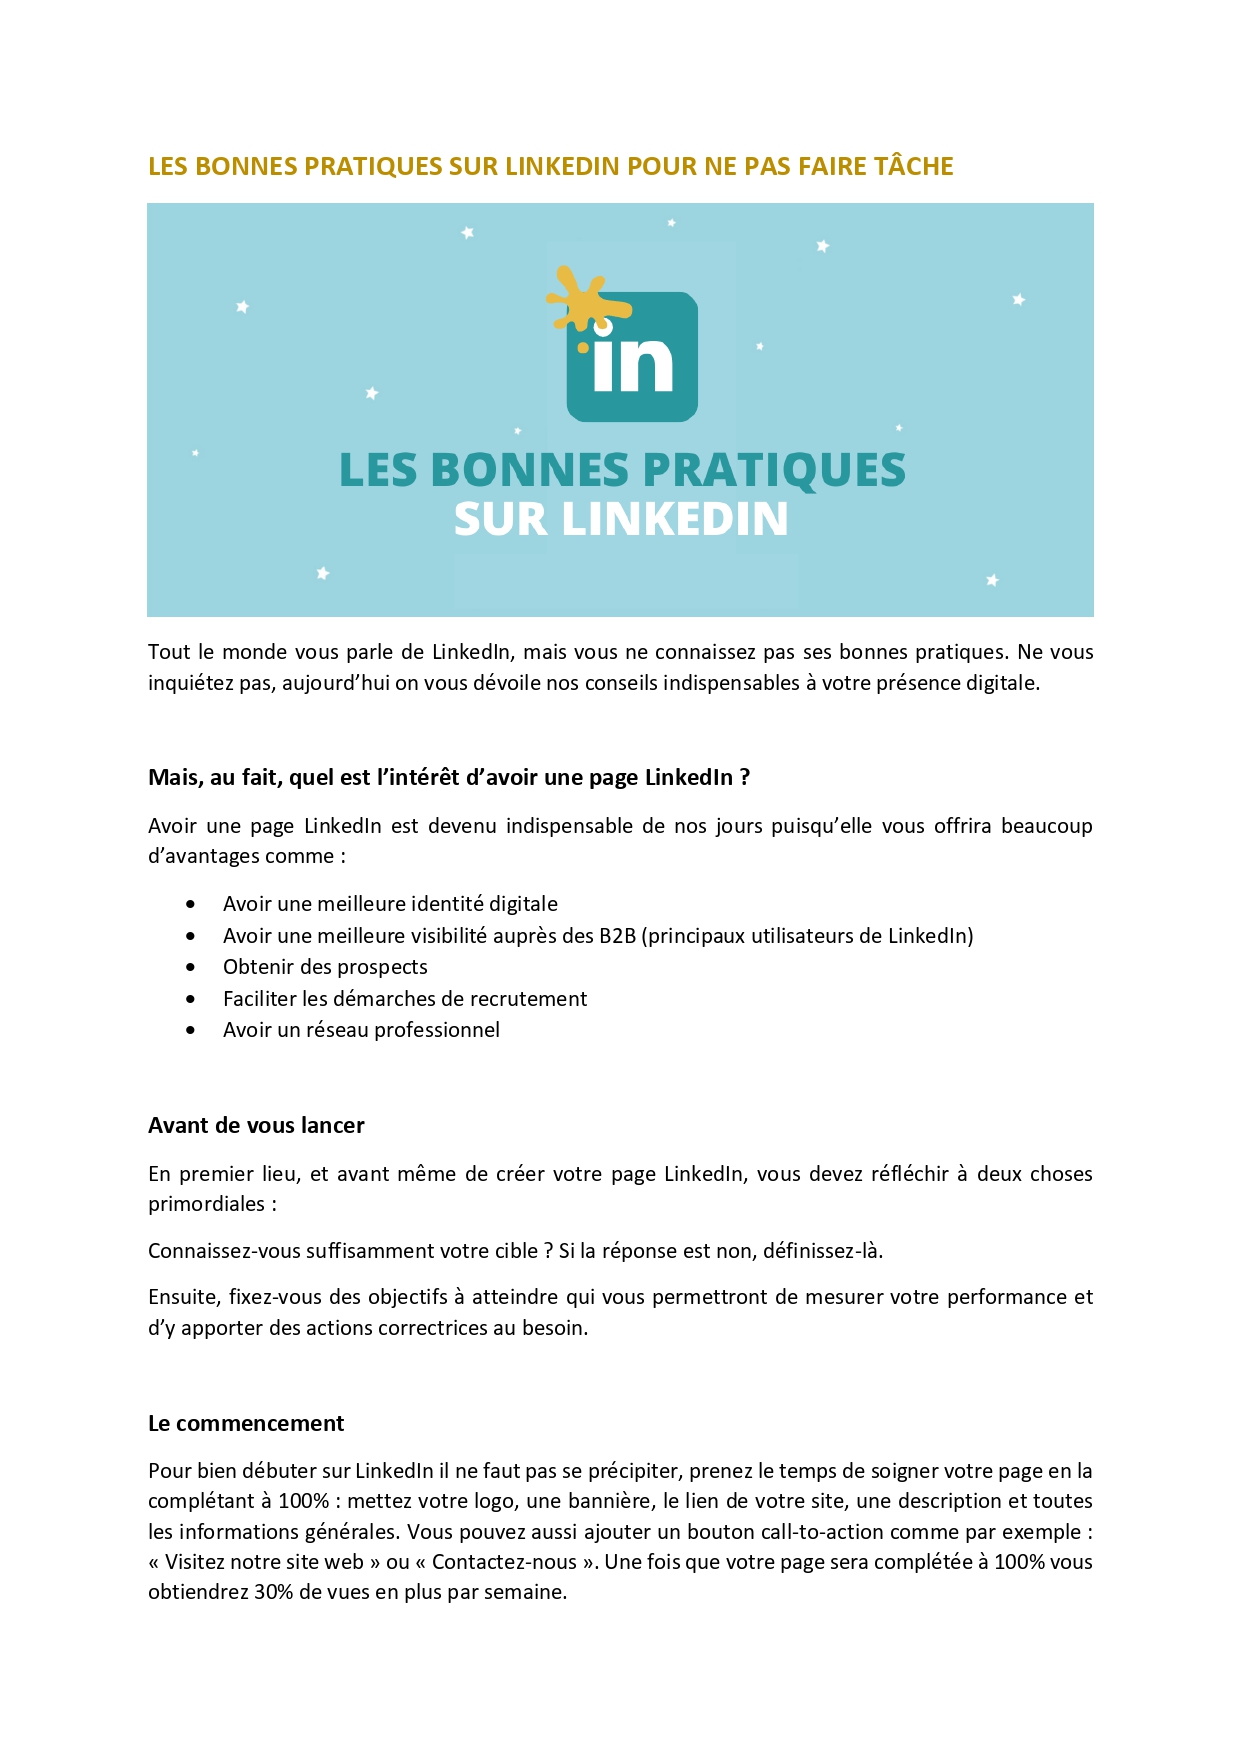 LES BONNES PRATIQUES SUR LINKEDIN POUR NE PAS FAIRE TÂCHE
in
LES BONNES PRATIQUES
SUR LINKEDIN
Tout le monde vous parle de LinkedIn, mais vous ne connaissez pas ses bonnes pratiques. Ne vous
inquiétez pas, aujourd’hui on vous dévoile nos conseils indispensables à votre présence digitale.
Mais, au fait, quel est l’intérêt d’avoir une page LinkedIn ?
Avoir une page LinkedIn est devenu indispensable de nos jours puisqu’elle vous offrira beaucoup
d’avantages comme :
• Avoir une meilleure identité digitale
• Avoir une meilleure visibilité auprès des B2B (principaux utilisateurs de LinkedIn)
• Obtenir des prospects
• Faciliter les démarches de recrutement
• Avoir un réseau professionnel
Avant de vous lancer
En premier lieu, et avant même de créer votre page LinkedIn, vous devez réfléchir à deux choses
primordiales :
Connaissez-vous suffisamment votre cible ? Si la réponse est non, définissez-là.
Ensuite, fixez-vous des objectifs à atteindre qui vous permettront de mesurer votre performance et
d’y apporter des actions correctrices au besoin.
Le commencement
Pour bien débuter sur LinkedIn il ne faut pas se précipiter, prenez le temps de soigner votre page en la
complétant à 100% : mettez votre logo, une bannière, le lien de votre site, une description et toutes
les informations générales. Vous pouvez aussi ajouter un bouton call-to-action comme par exemple :
« Visitez notre site web » ou « Contactez-nous ». Une fois que votre page sera complétée à 100% vous
obtiendrez 30% de vues en plus par semaine.